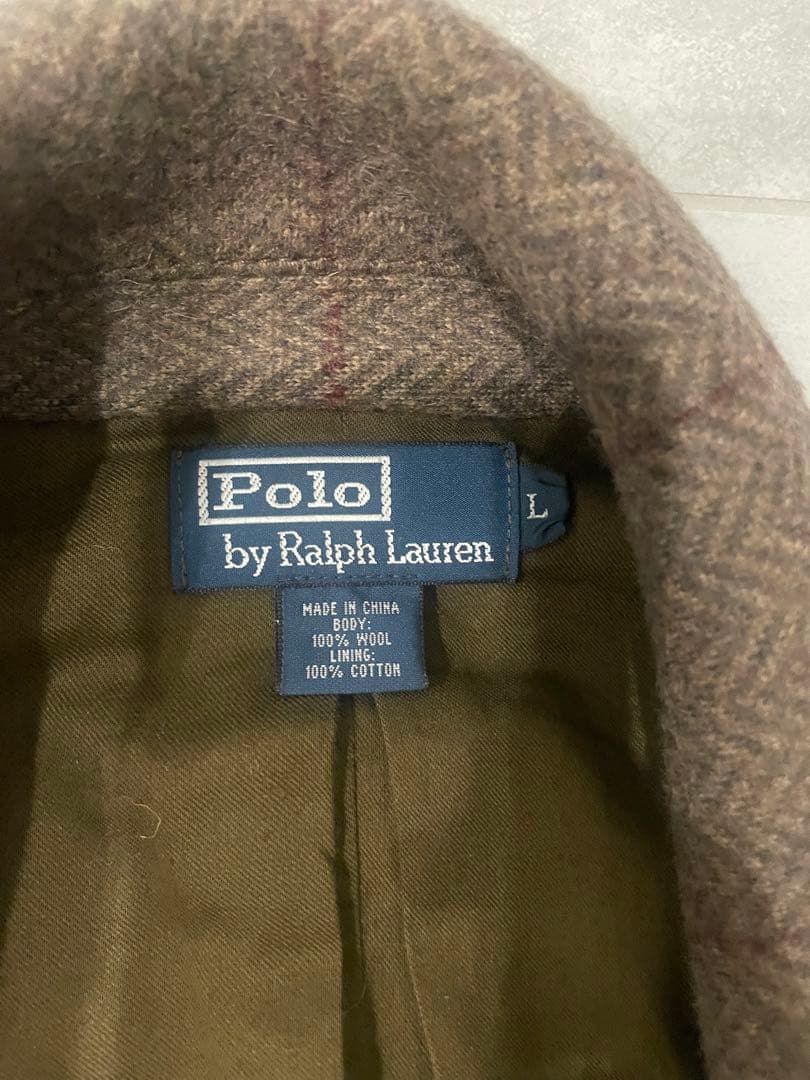 Polo
by Ralph Lauren
L
MADE IN CHINA
BODY:
100% WOOL
LINING:
100% COTTON